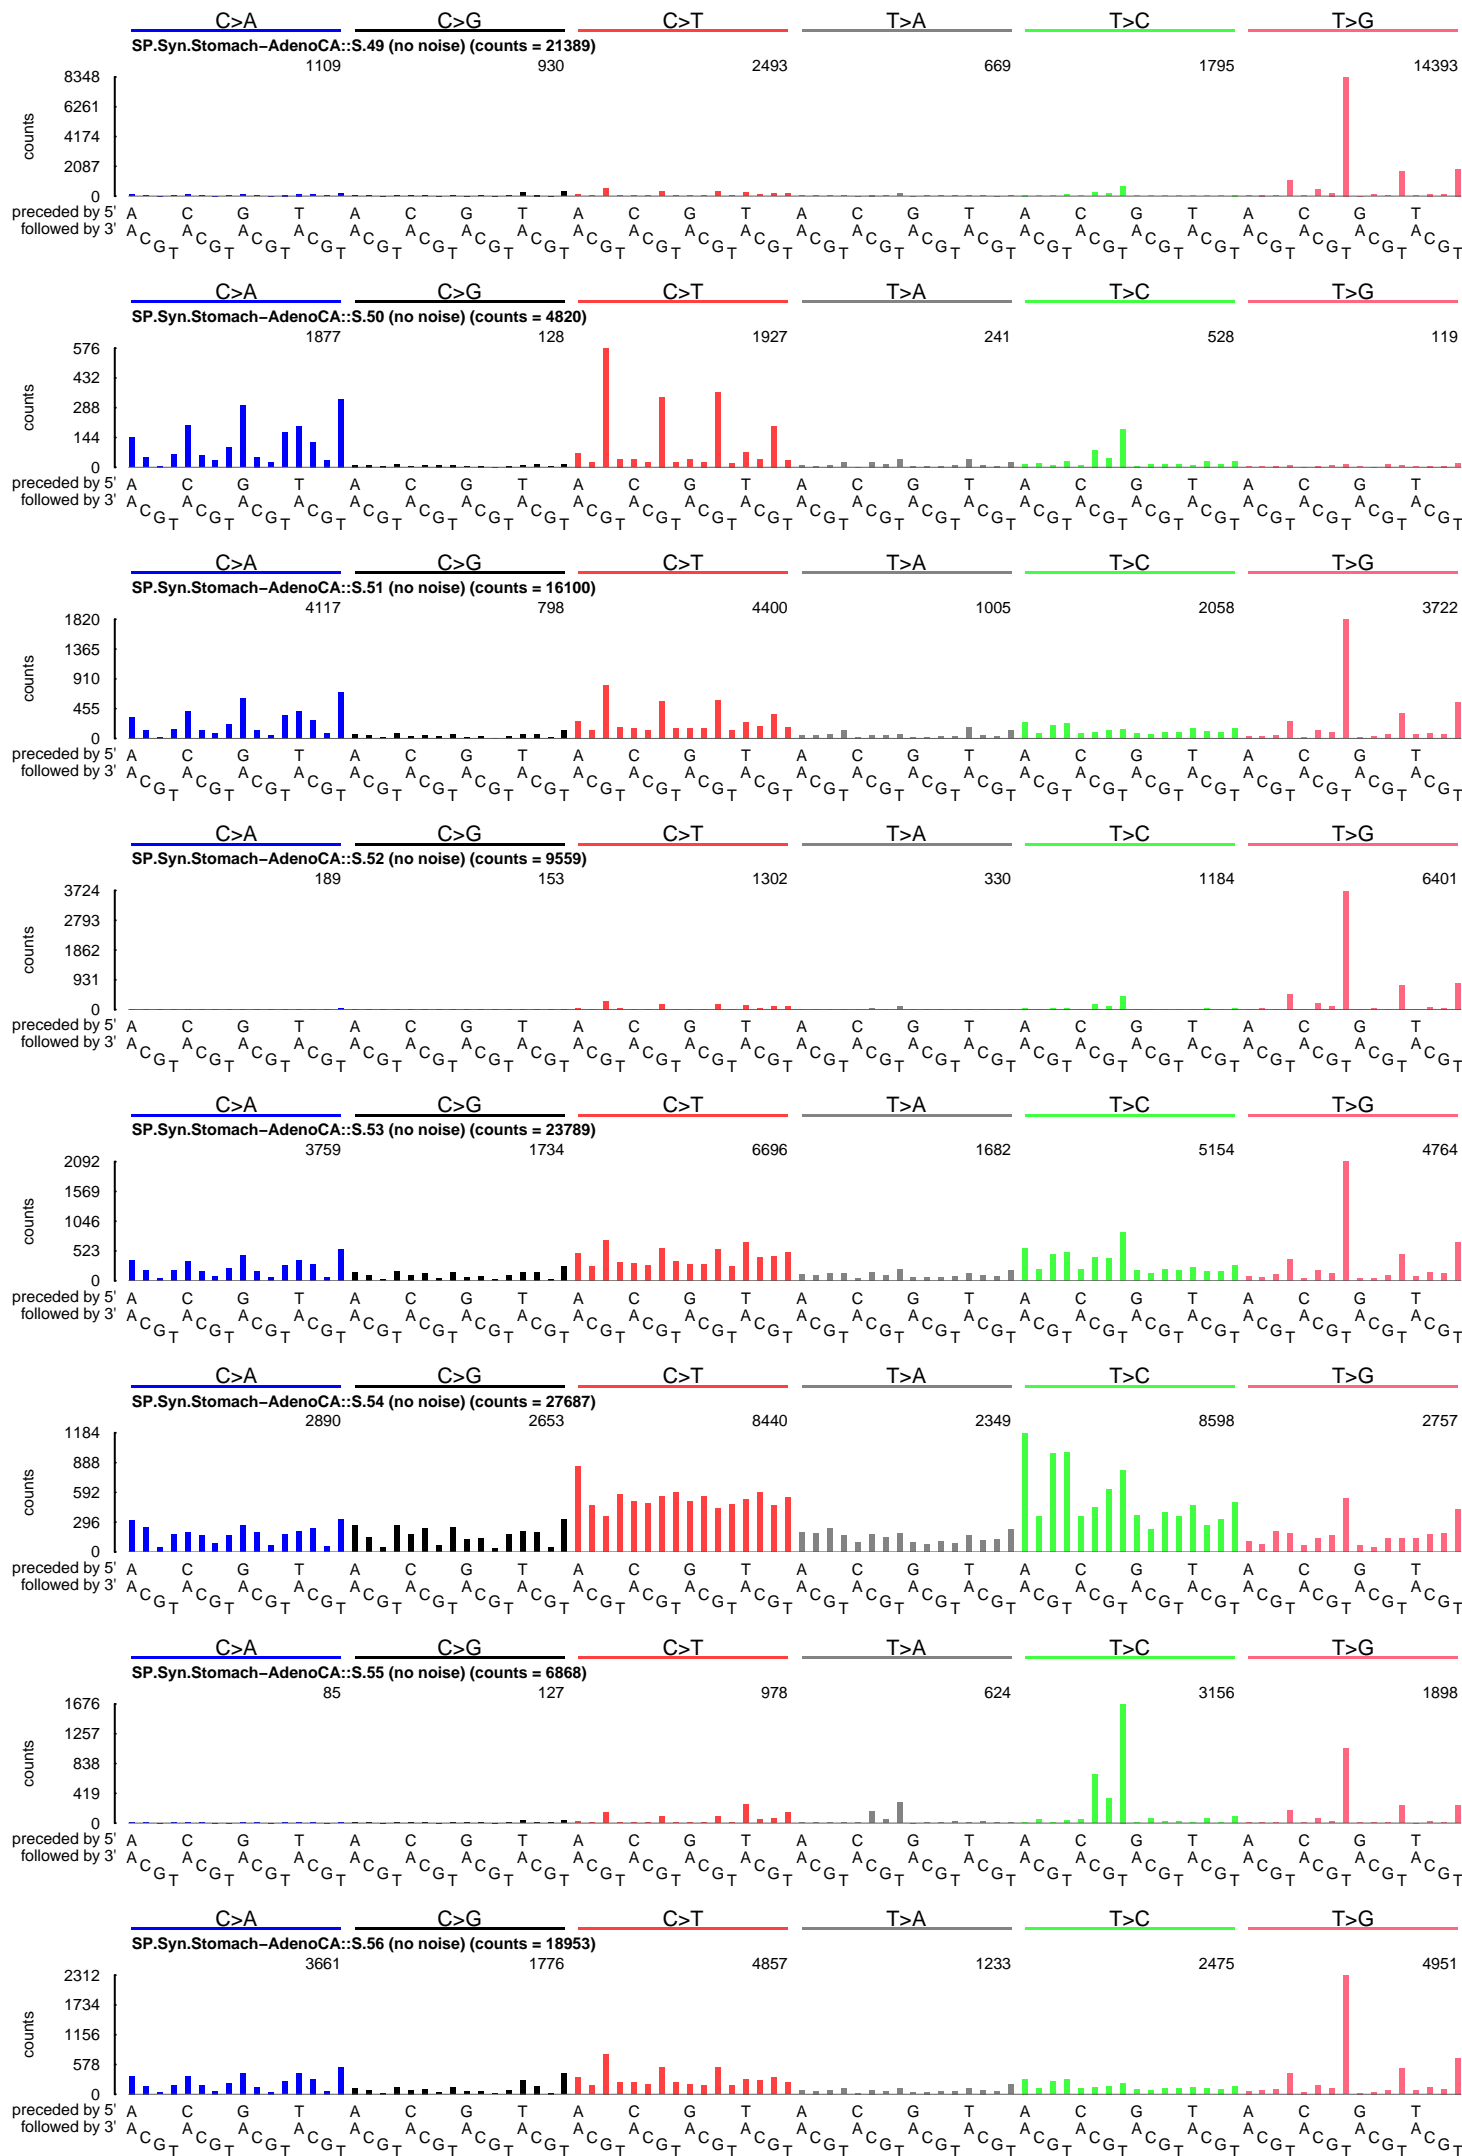 C>A C>G C>T T>A T>C T>G
SP.Syn.Stomach−AdenoCA::S.49 (no noise) (counts = 21389)
1109 930 2493 669 1795 14393
8348
6261
4174
2087
0
counts
preceded by 5' A C G T A C G T A C G T A C G T A C G T A C G T
followed by 3' A C G T A C G T A C G T A C G T A C G T A C G T A C G T A C G T A C G T A C G T A C G T A C G T A C G T A C G T A C G T A C G T A C G T A C G T A C G T A C G T A C G T A C G T A C G T A C G T
C>A C>G C>T T>A T>C T>G
SP.Syn.Stomach−AdenoCA::S.50 (no noise) (counts = 4820)
1877 128 1927 241 528 119
576
432
288
144
0
counts
preceded by 5' A C G T A C G T A C G T A C G T A C G T A C G T
followed by 3' A C G T A C G T A C G T A C G T A C G T A C G T A C G T A C G T A C G T A C G T A C G T A C G T A C G T A C G T A C G T A C G T A C G T A C G T A C G T A C G T A C G T A C G T A C G T A C G T
C>A C>G C>T T>A T>C T>G
SP.Syn.Stomach−AdenoCA::S.51 (no noise) (counts = 16100)
4117 798 4400 1005 2058 3722
1820
1365
910
455
0
counts
preceded by 5' A C G T A C G T A C G T A C G T A C G T A C G T
followed by 3' A C G T A C G T A C G T A C G T A C G T A C G T A C G T A C G T A C G T A C G T A C G T A C G T A C G T A C G T A C G T A C G T A C G T A C G T A C G T A C G T A C G T A C G T A C G T A C G T
C>A C>G C>T T>A T>C T>G
SP.Syn.Stomach−AdenoCA::S.52 (no noise) (counts = 9559)
189 153 1302 330 1184 6401
3724
2793
1862
931
0
counts
preceded by 5' A C G T A C G T A C G T A C G T A C G T A C G T
followed by 3' A C G T A C G T A C G T A C G T A C G T A C G T A C G T A C G T A C G T A C G T A C G T A C G T A C G T A C G T A C G T A C G T A C G T A C G T A C G T A C G T A C G T A C G T A C G T A C G T
C>A C>G C>T T>A T>C T>G
SP.Syn.Stomach−AdenoCA::S.53 (no noise) (counts = 23789)
3759 1734 6696 1682 5154 4764
2092
1569
1046
523
0
counts
preceded by 5' A C G T A C G T A C G T A C G T A C G T A C G T
followed by 3' A C G T A C G T A C G T A C G T A C G T A C G T A C G T A C G T A C G T A C G T A C G T A C G T A C G T A C G T A C G T A C G T A C G T A C G T A C G T A C G T A C G T A C G T A C G T A C G T
C>A C>G C>T T>A T>C T>G
SP.Syn.Stomach−AdenoCA::S.54 (no noise) (counts = 27687)
2890 2653 8440 2349 8598 2757
1184
888
592
296
0
counts
preceded by 5' A C G T A C G T A C G T A C G T A C G T A C G T
followed by 3' A C G T A C G T A C G T A C G T A C G T A C G T A C G T A C G T A C G T A C G T A C G T A C G T A C G T A C G T A C G T A C G T A C G T A C G T A C G T A C G T A C G T A C G T A C G T A C G T
C>A C>G C>T T>A T>C T>G
SP.Syn.Stomach−AdenoCA::S.55 (no noise) (counts = 6868)
85 127 978 624 3156 1898
1676
1257
838
419
0
counts
preceded by 5' A C G T A C G T A C G T A C G T A C G T A C G T
followed by 3' A C G T A C G T A C G T A C G T A C G T A C G T A C G T A C G T A C G T A C G T A C G T A C G T A C G T A C G T A C G T A C G T A C G T A C G T A C G T A C G T A C G T A C G T A C G T A C G T
C>A C>G C>T T>A T>C T>G
SP.Syn.Stomach−AdenoCA::S.56 (no noise) (counts = 18953)
3661 1776 4857 1233 2475 4951
2312
1734
1156
578
0
counts
preceded by 5' A C G T A C G T A C G T A C G T A C G T A C G T
followed by 3' A C G T A C G T A C G T A C G T A C G T A C G T A C G T A C G T A C G T A C G T A C G T A C G T A C G T A C G T A C G T A C G T A C G T A C G T A C G T A C G T A C G T A C G T A C G T A C G T